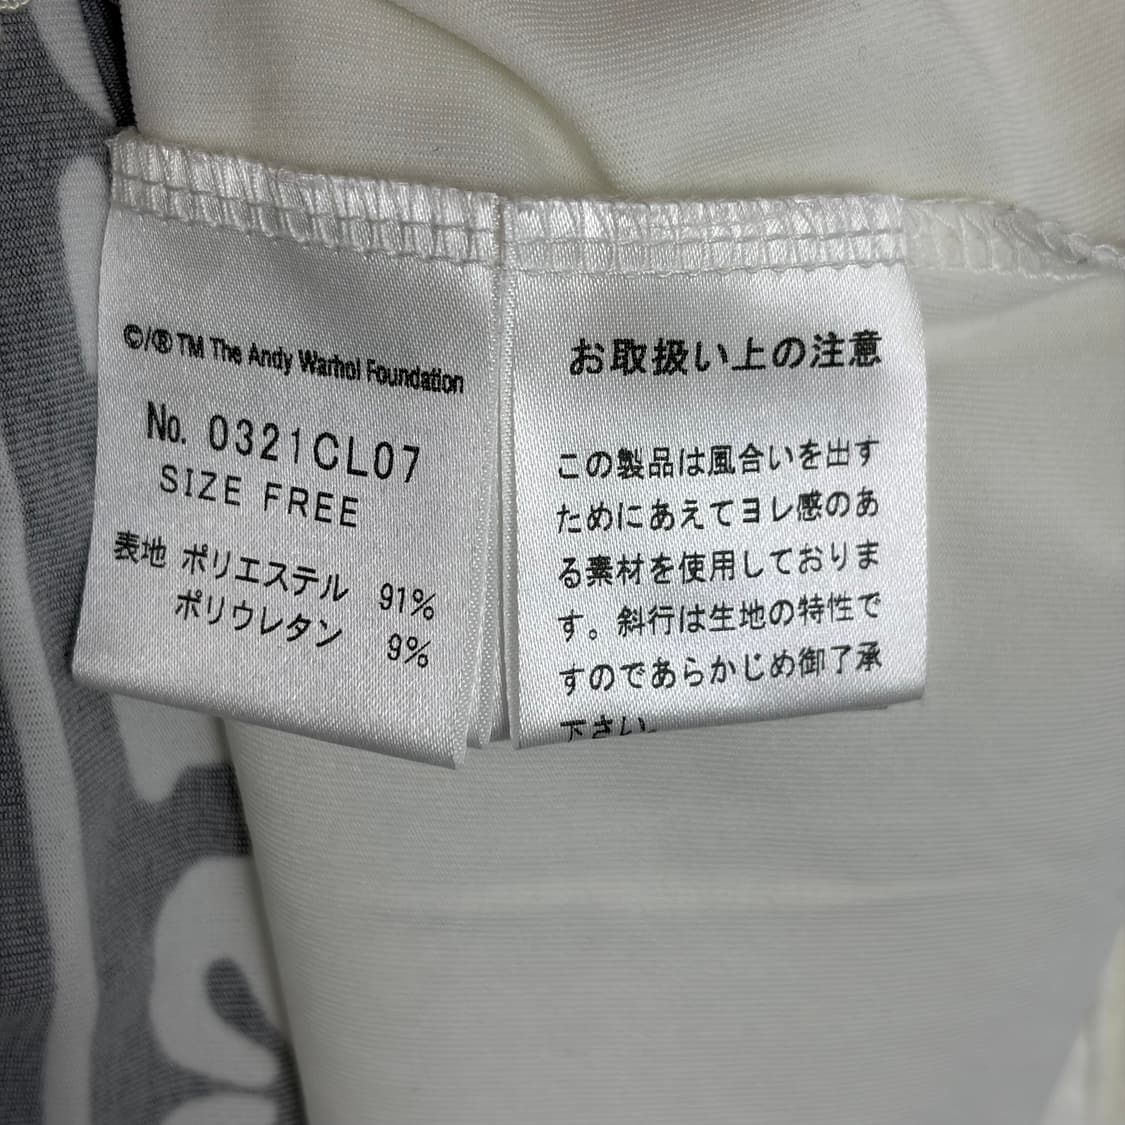 ©/® TM The Andy Warhol Foundation
No. 0321CL07
SIZE FREE
表地 ポリエステル 91%
ポリウレタン 9%
お取扱い上の注意
この製品は風合いを出す
ためにあえてヨレ感のあ
る素材を使用しておりま
す。斜行は生地の特性で
すのであらかじめ御了承
下さい。